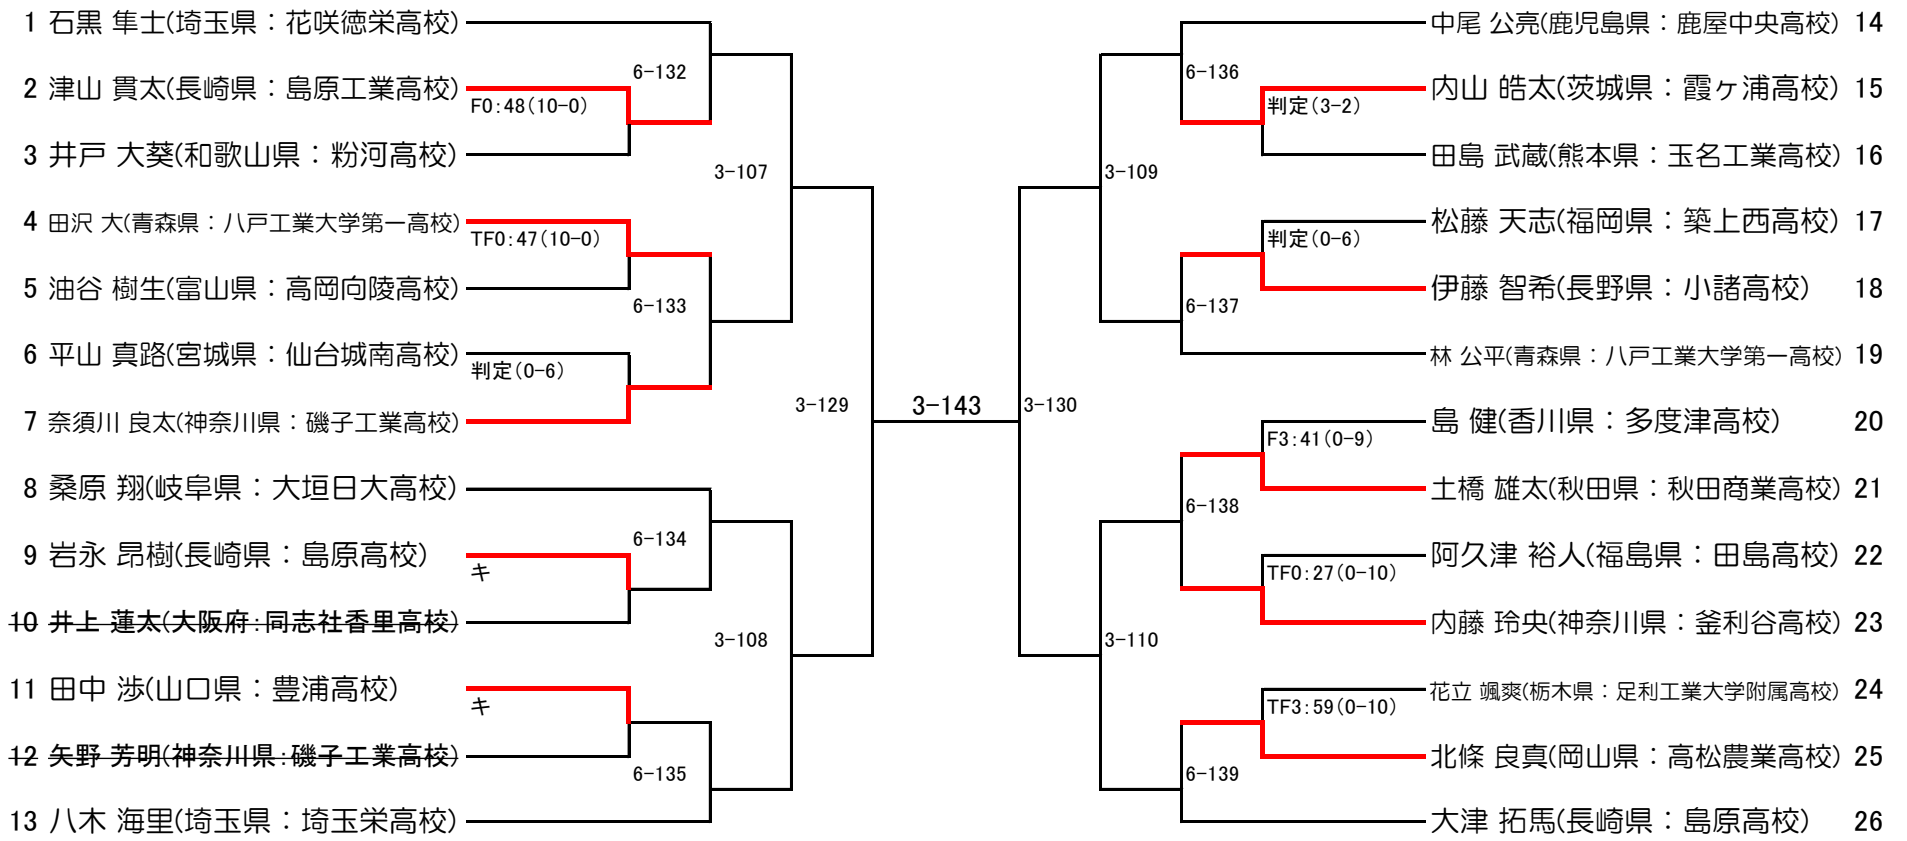 1 石黒 隼士(埼玉県：花咲徳栄高校)
2 津山 貫太(長崎県：島原工業高校)
F0:48(10-0)
6-132
3 井戸 大葵(和歌山県：粉河高校)
3-107
4 田沢 大(青森県：八戸工業大学第一高校)
TF0:47(10-0)
5 油谷 樹生(富山県：高岡向陵高校)
6-133
6 平山 真路(宮城県：仙台城南高校)
判定(0-6)
7 奈須川 良太(神奈川県：磯子工業高校)
3-129
8 桑原 翔(岐阜県：大垣日大高校)
9 岩永 昂樹(長崎県：島原高校)
キ
6-134
10 井上 蓮太(大阪府：同志社香里高校)
3-108
11 田中 渉(山口県：豊浦高校)
キ
12 矢野 芳明(神奈川県：磯子工業高校)
6-135
13 八木 海里(埼玉県：埼玉栄高校)
3-143
中尾 公亮(鹿児島県：鹿屋中央高校) 14
6-136
内山 皓太(茨城県：霞ヶ浦高校) 15
判定(3-2)
田島 武蔵(熊本県：玉名工業高校) 16
3-109
松藤 天志(福岡県：築上西高校) 17
判定(0-6)
伊藤 智希(長野県：小諸高校) 18
6-137
林 公平(青森県：八戸工業大学第一高校) 19
3-130
島 健(香川県：多度津高校) 20
F3:41(0-9)
土橋 雄太(秋田県：秋田商業高校) 21
6-138
阿久津 裕人(福島県：田島高校) 22
TF0:27(0-10)
内藤 玲央(神奈川県：釜利谷高校) 23
3-110
花立 颯爽(栃木県：足利工業大学附属高校) 24
TF3:59(0-10)
北條 良真(岡山県：高松農業高校) 25
6-139
大津 拓馬(長崎県：島原高校) 26